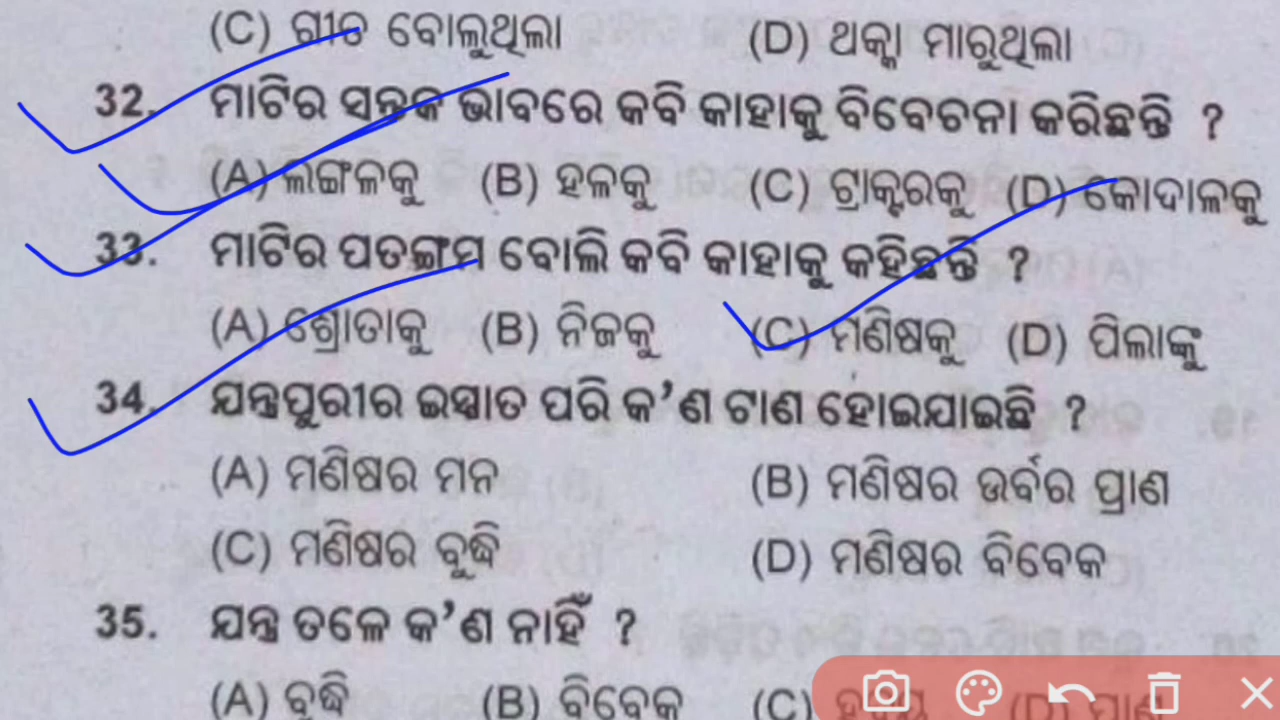 (C) ଗୀତ ବୋଲୁଥିଲା (D) ଥକ୍କା ମାରୁଥିଲା
32. ମାଟିର ସନ୍ତକ ଭାବରେ କବି କାହାକୁ ବିବେଚନା କରିଛନ୍ତି ?
(A) ଲଙ୍ଗଳକୁ (B) ହଳକୁ (C) ଟ୍ରାକ୍ଟରକୁ (D) କୋଦାଳକୁ
33. ମାଟିର ପତଙ୍ଗମ ବୋଲି କବି କାହାକୁ କହିଛନ୍ତି ?
(A) ଶ୍ରୋତାକୁ (B) ନିଜକୁ (C) ମଣିଷକୁ (D) ପିଲାଙ୍କୁ
34. ଯନ୍ତ୍ରପୁରୀର ଇସ୍ପାତ ପରି କ'ଣ ଟାଣ ହୋଇଯାଇଛି ?
(A) ମଣିଷର ମନ (B) ମଣିଷର ଉର୍ବର ପ୍ରାଣ
(C) ମଣିଷର ବୁଦ୍ଧି (D) ମଣିଷର ବିବେକ
35. ଯନ୍ତ୍ର ତଳେ କ'ଣ ନାହିଁ ?
(A) ବୁଦ୍ଧି (B) ବିବେକ (C) ହୃଦୟ (D) ପ୍ରାଣ